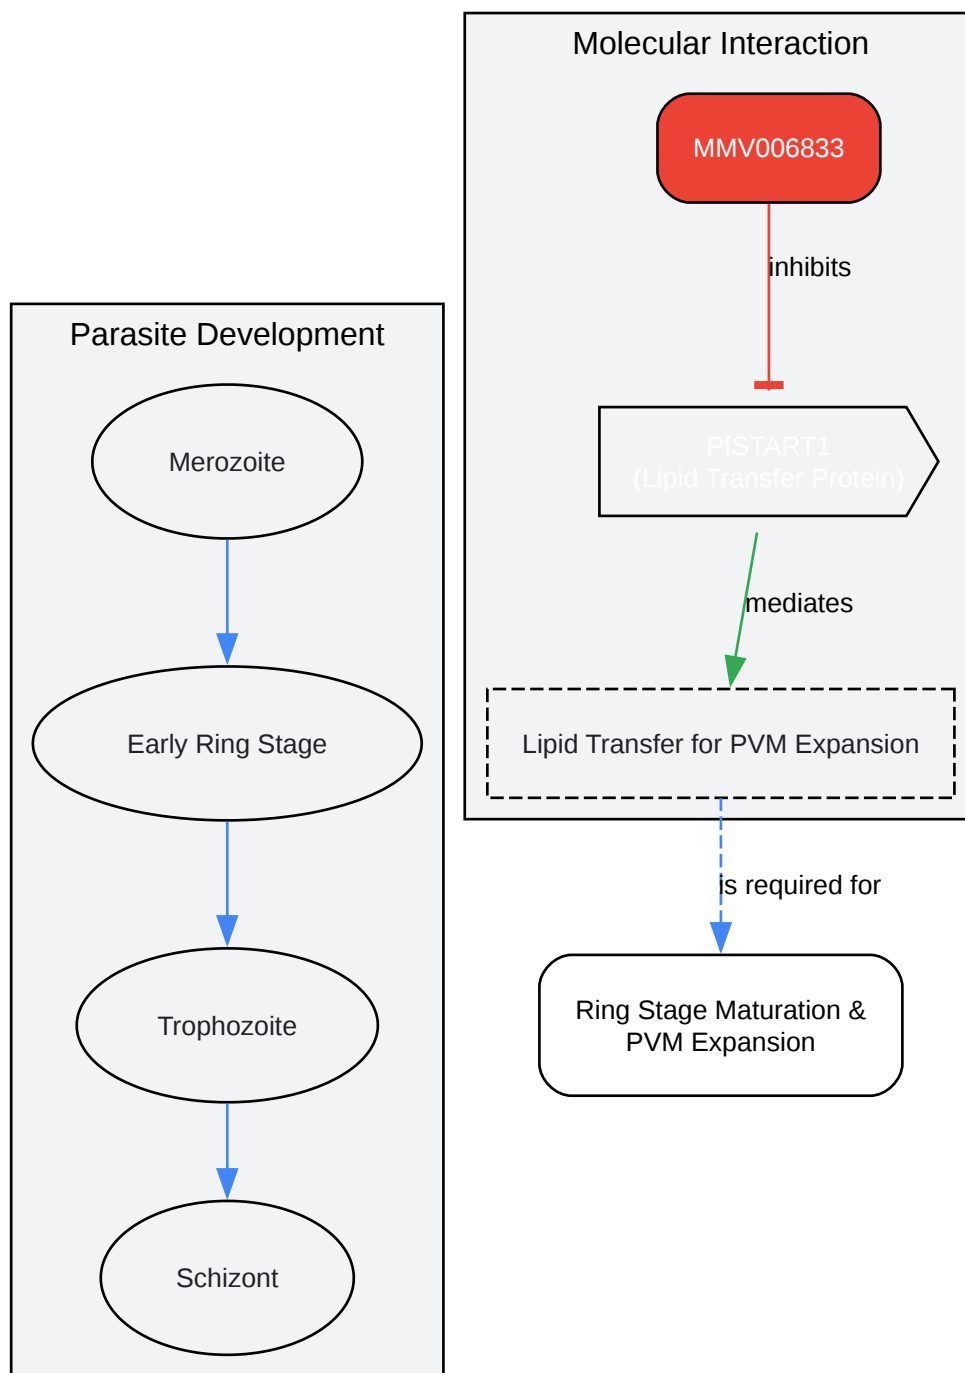 Molecular Interaction
MMV006833
inhibits
PfSTART1
(Lipid Transfer Protein)
mediates
Lipid Transfer for PVM Expansion
is required for
Ring Stage Maturation &
PVM Expansion
Parasite Development
Merozoite
Early Ring Stage
Trophozoite
Schizont